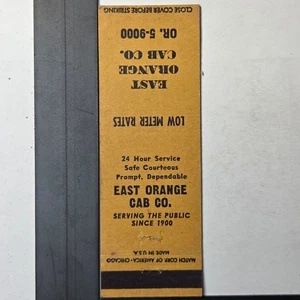 CLOSE COVER BEFORE STRIKING
OR. 5-9000
EAST
ORANGE
CAB CO.
LOW METER RATES
24 Hour Service
Safe Courteous
Prompt, Dependable
EAST ORANGE
CAB CO.
SERVING THE PUBLIC
SINCE 1900
MATCH CORP. OF AMERICA - CHICAGO
MADE IN U.S.A.